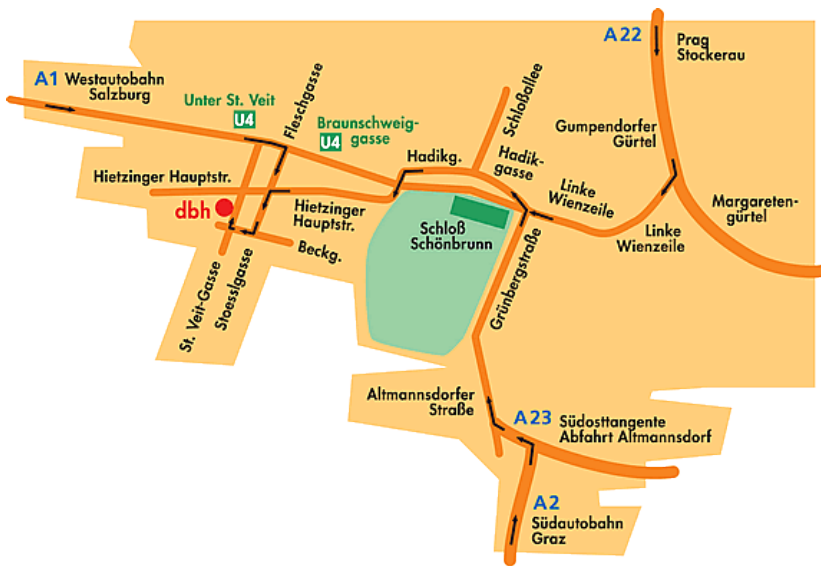 A22
Prag
Stockerau
A1 Westautobahn
Salzburg
Unter St. Veit
U4
Fleschgasse
Braunschweig-
U4 gasse
Schloßallee
Gumpendorfer
Gürtel
Hadikg.
Hadik-
gasse
Hietzinger Hauptstr.
Linke
Wienzeile
Margareten-
gürtel
dbh
Hietzinger
Hauptstr.
Schloß
Schönbrunn
Linke
Wienzeile
Beckg.
Grünbergstraße
St. Veit-Gasse
Stoesslgasse
Altmannsdorfer
Straße
A23 Südosttangente
Abfahrt Altmannsdorf
A2
Südautobahn
Graz